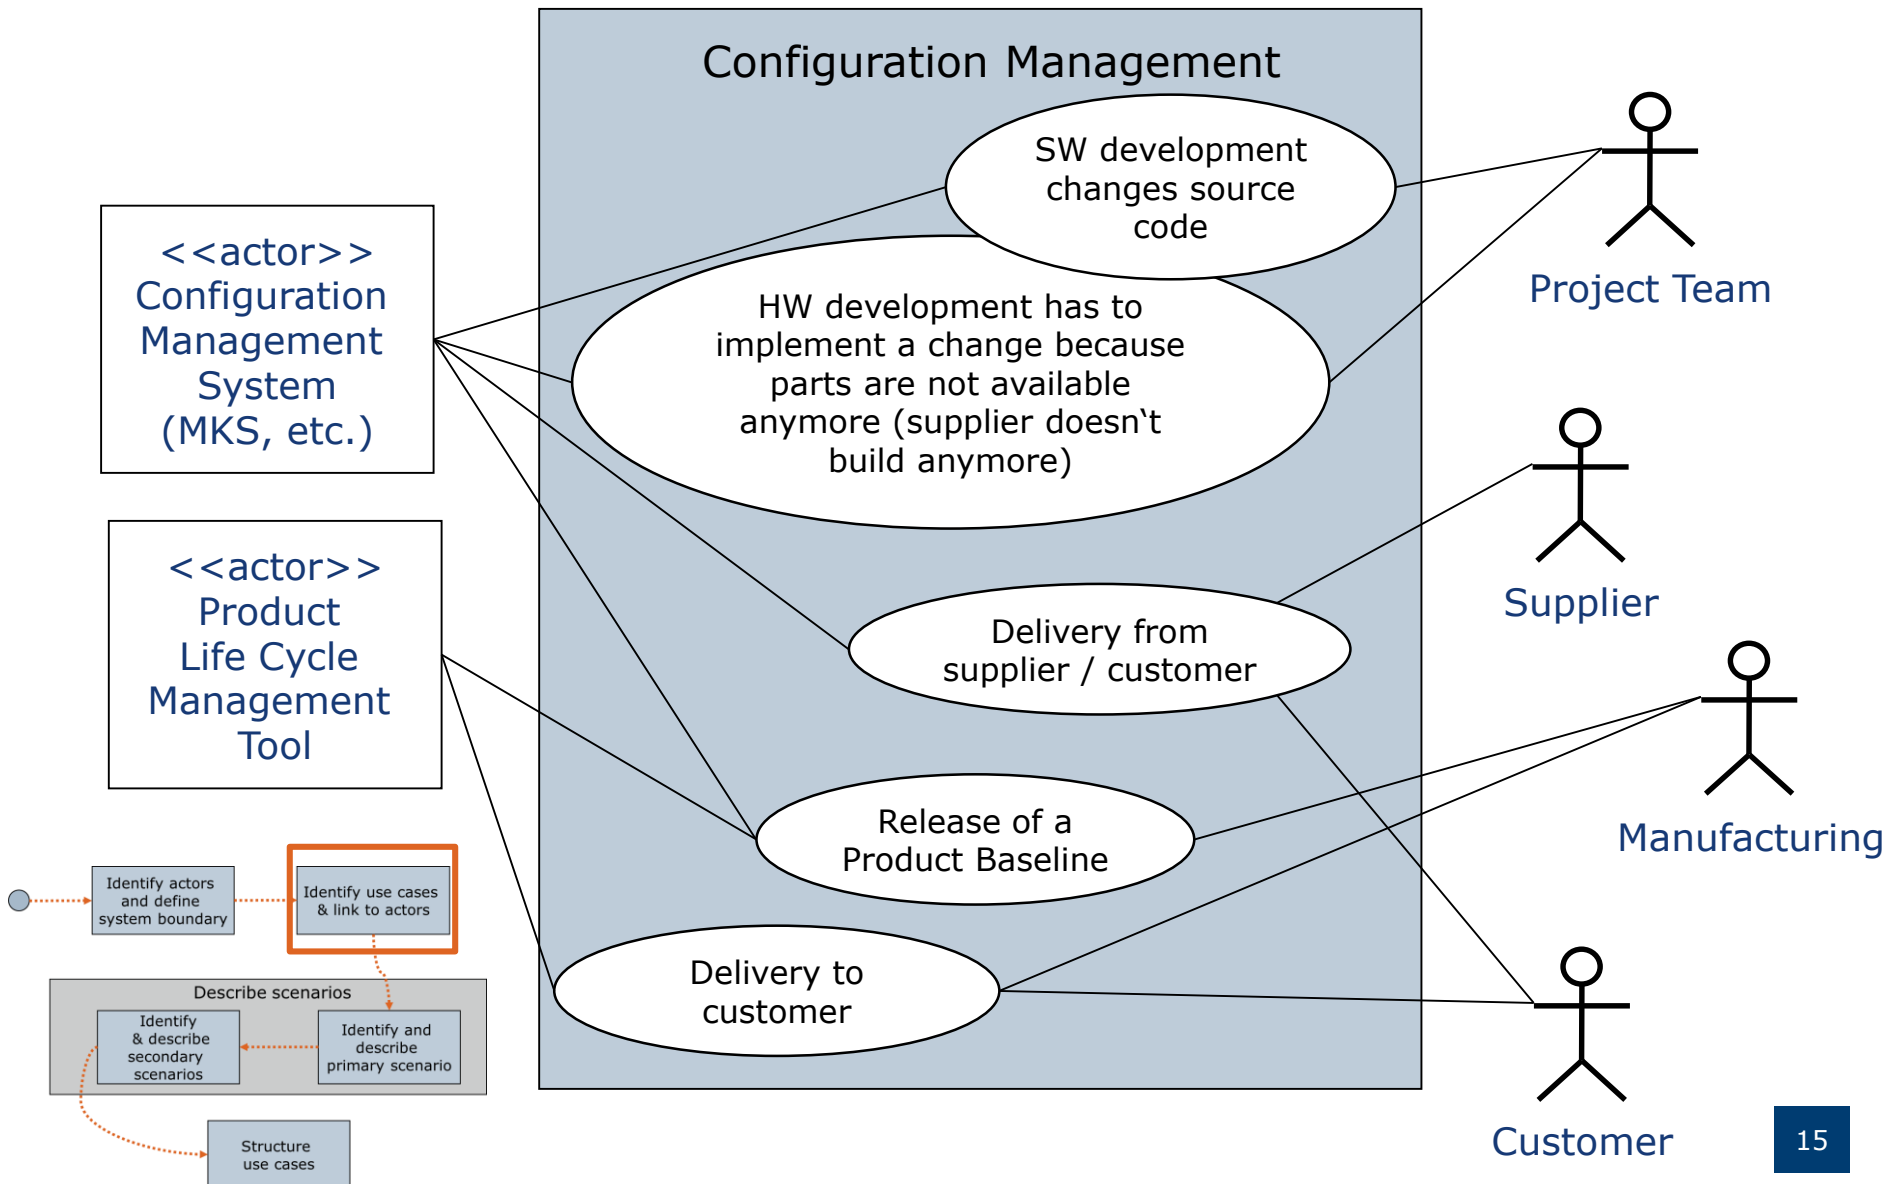 Configuration Management
SW development
changes source
code
HW development has to
implement a change because
parts are not available
anymore (supplier doesn‘t
build anymore)
Delivery from
supplier / customer
Release of a
Product Baseline
Delivery to
customer
<<actor>>
Configuration
Management
System
(MKS, etc.)
<<actor>>
Product
Life Cycle
Management
Tool
Project Team
Supplier
Manufacturing
Customer
Identify actors
and define
system boundary
Identify use cases
& link to actors
Describe scenarios
Identify
& describe
secondary
scenarios
Identify and
describe
primary scenario
Structure
use cases
15